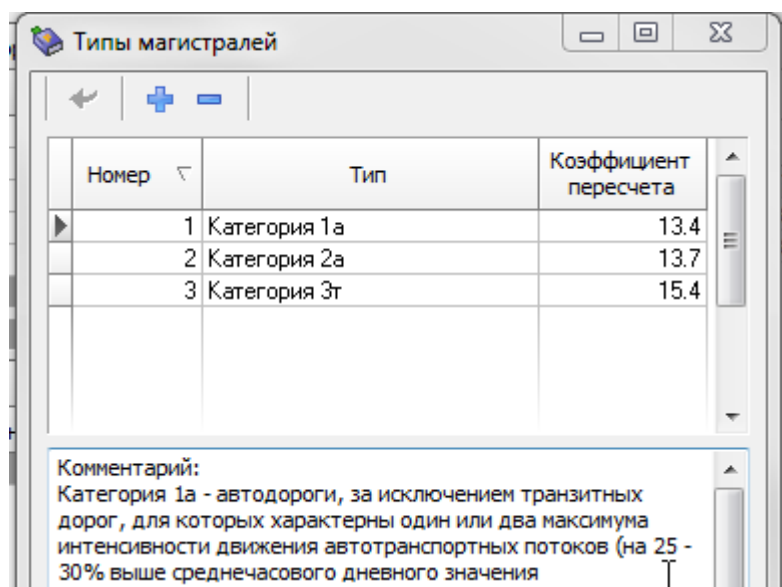 Типы магистралей
Номер Тип Коэффициент пересчета
1 Категория 1а 13.4
2 Категория 2а 13.7
3 Категория 3т 15.4
Комментарий:
Категория 1а - автодороги, за исключением транзитных
дорог, для которых характерны один или два максимума
интенсивности движения автотранспортных потоков (на 25 -
30% выше среднечасового дневного значения